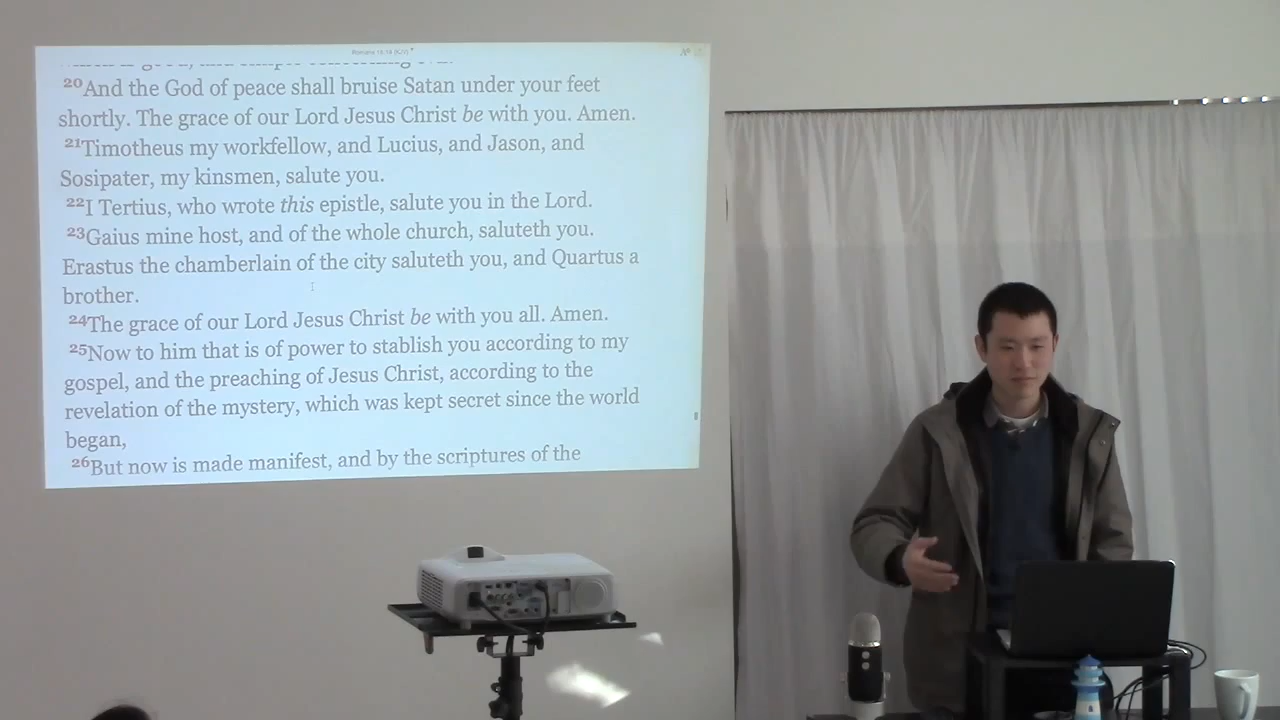 20And the God of peace shall bruise Satan under your feet
shortly. The grace of our Lord Jesus Christ be with you. Amen.
21Timotheus my workfellow, and Lucius, and Jason, and
Sosipater, my kinsmen, salute you.
22I Tertius, who wrote this epistle, salute you in the Lord.
23Gaius mine host, and of the whole church, saluteth you.
Erastus the chamberlain of the city saluteth you, and Quartus a
brother.
24The grace of our Lord Jesus Christ be with you all. Amen.
25Now to him that is of power to stablish you according to my
gospel, and the preaching of Jesus Christ, according to the
revelation of the mystery, which was kept secret since the world
began,
26But now is made manifest, and by the scriptures of the